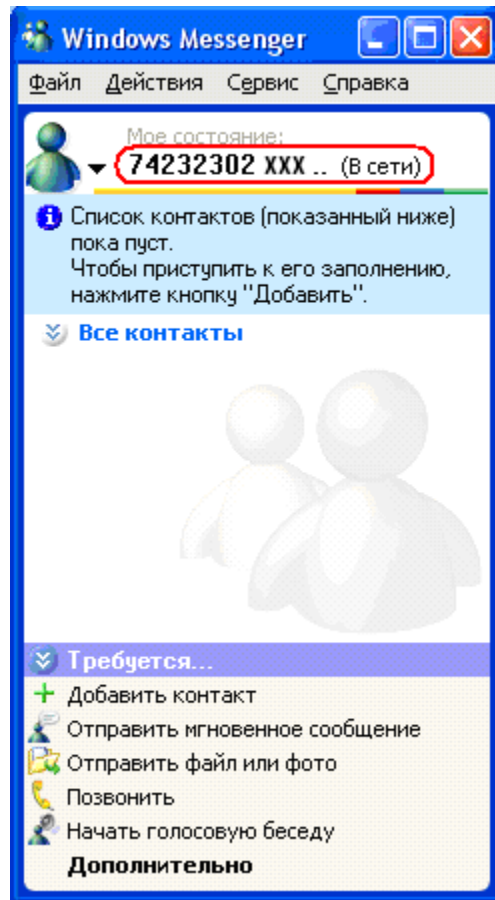 Windows Messenger
Файл Действия Сервис Справка
Мое состояние:
74232302 XXX .. (В сети)
Список контактов (показанный ниже)
пока пуст.
Чтобы приступить к его заполнению,
нажмите кнопку "Добавить".
Все контакты
Требуется...
Добавить контакт
Отправить мгновенное сообщение
Отправить файл или фото
Позвонить
Начать голосовую беседу
Дополнительно